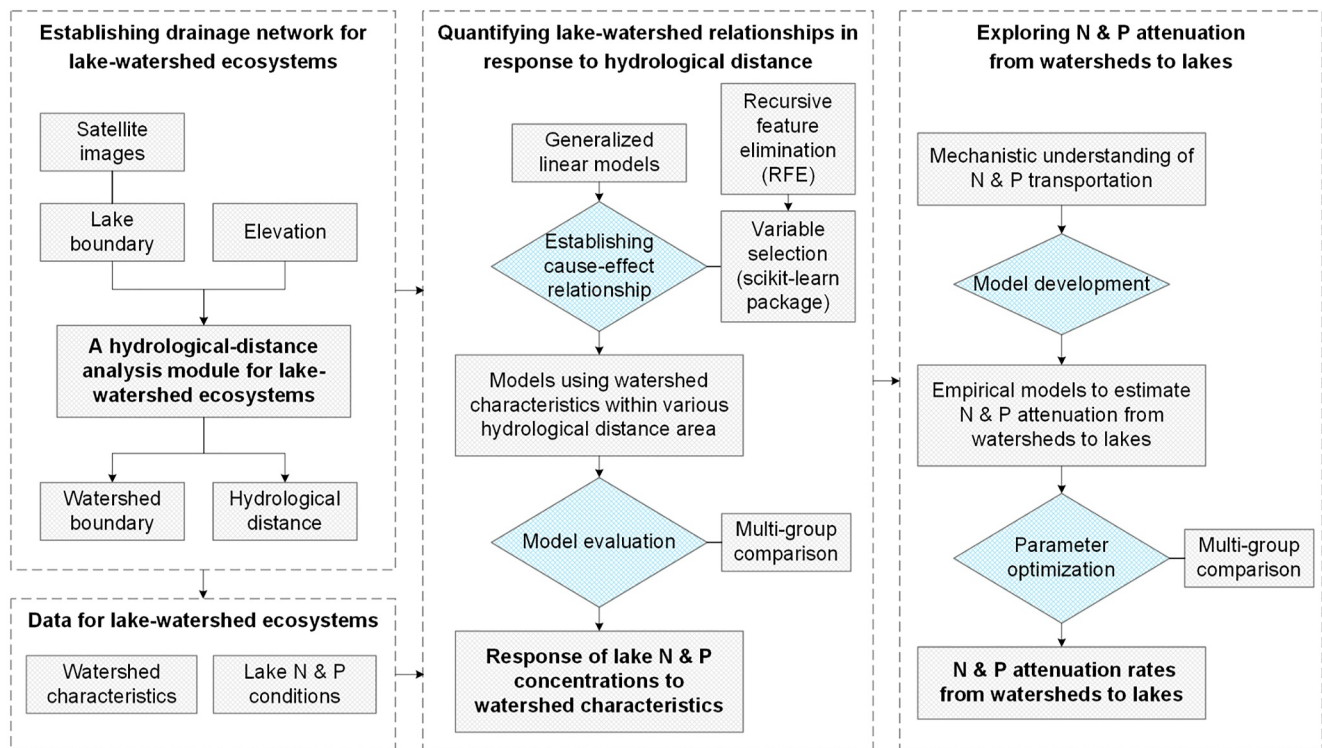 Establishing drainage network for
lake-watershed ecosystems
Satellite
images
Lake
boundary
Elevation
A hydrological-distance
analysis module for lake-
watershed ecosystems
Watershed
boundary
Hydrological
distance
Data for lake-watershed ecosystems
Watershed
characteristics
Lake N & P
conditions
Quantifying lake-watershed relationships in
response to hydrological distance
Generalized
linear models
Recursive
feature
elimination
(RFE)
Establishing
cause-effect
relationship
Variable
selection
(scikit-learn
package)
Models using watershed
characteristics within various
hydrological distance area
Model evaluation
Multi-group
comparison
Response of lake N & P
concentrations to
watershed characteristics
Exploring N & P attenuation
from watersheds to lakes
Mechanistic understanding of
N & P transportation
Model development
Empirical models to estimate
N & P attenuation from
watersheds to lakes
Parameter
optimization
Multi-group
comparison
N & P attenuation rates
from watersheds to lakes